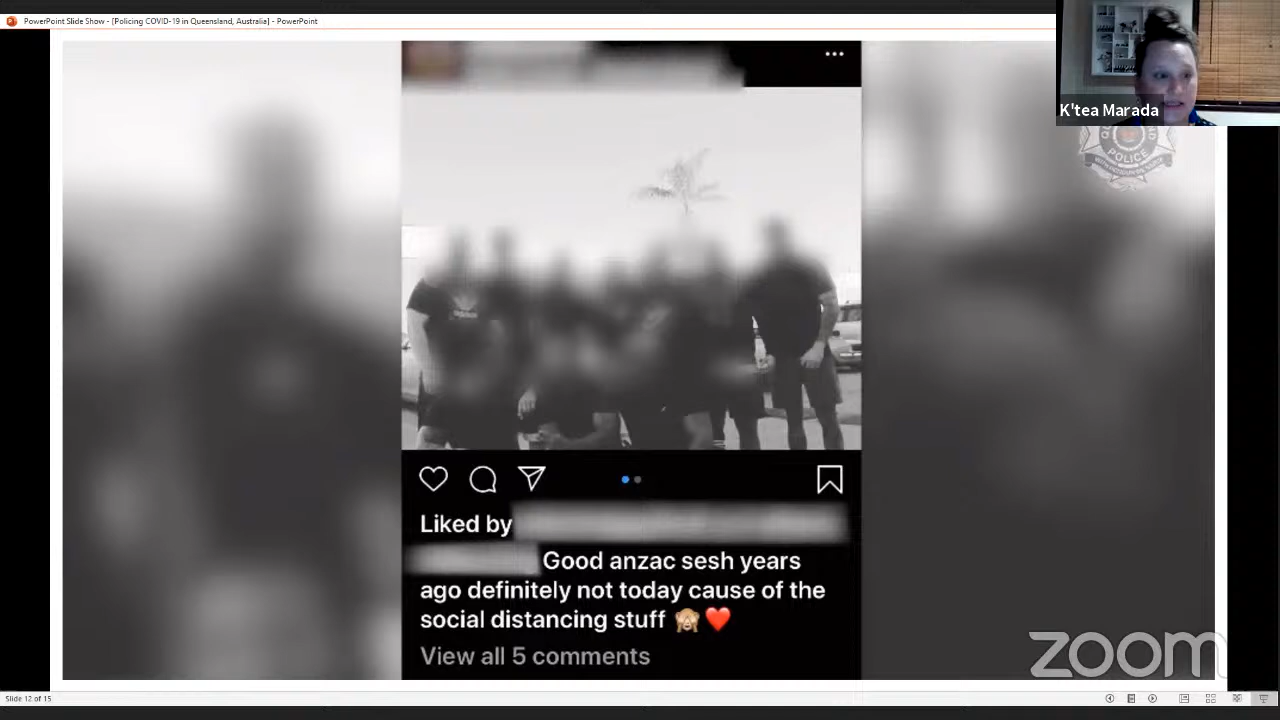 PowerPoint Slide Show - [Policing COVID-19 in Queensland, Australia] - PowerPoint
K'tea Marada
POLICE
Liked by
Good anzac sesh years
ago definitely not today cause of the
social distancing stuff 🙈❤️
View all 5 comments
zoom
Slide 12 of 15